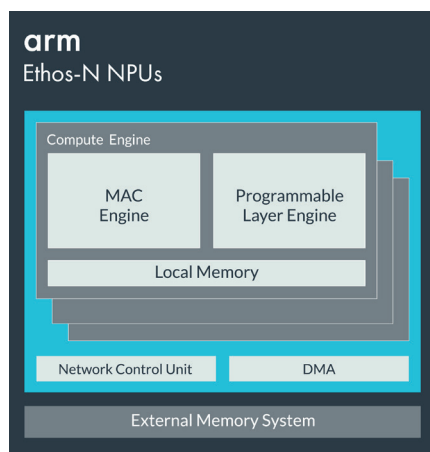 arm
Ethos-N NPUs
Compute Engine
MAC
Engine
Programmable
Layer Engine
Local Memory
Network Control Unit
DMA
External Memory System